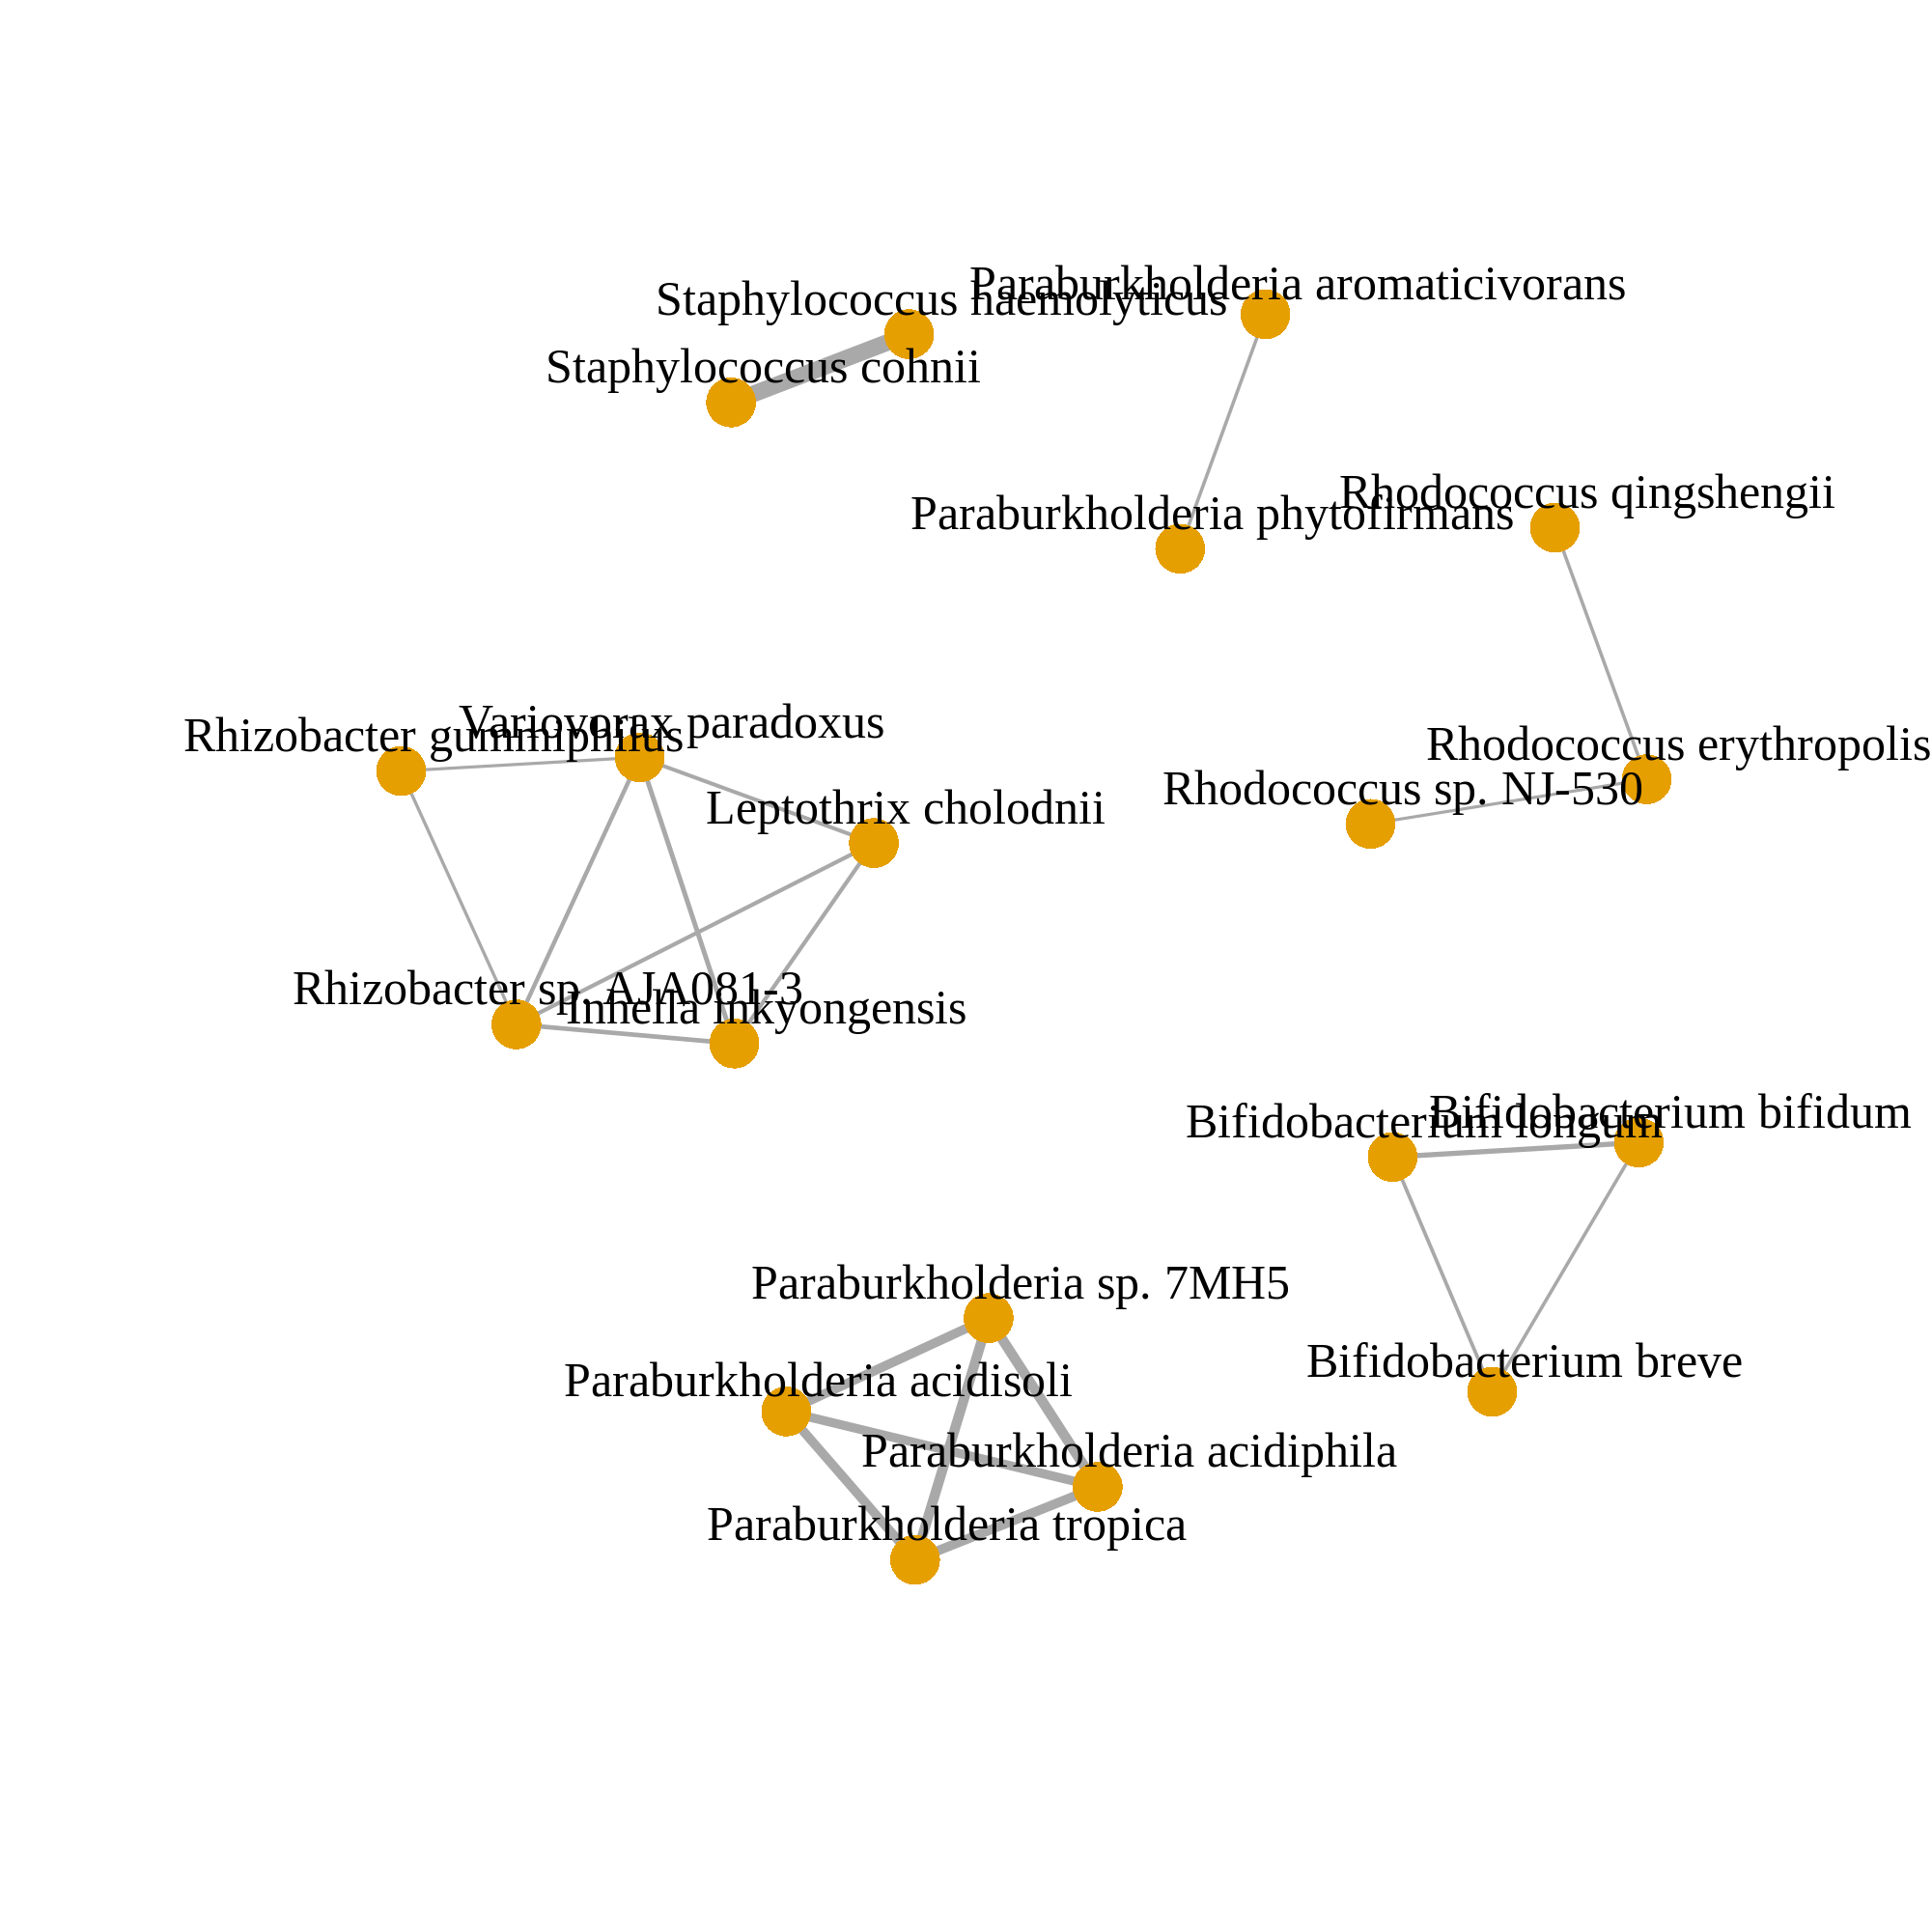 Paraburkholderia aromaticivorans
Staphylococcus haemolyticus
Staphylococcus cohnii
Rhodococcus qingshengii
Paraburkholderia phytofirmans
Variovorax paradoxus
Rhizobacter gummiphilus
Rhodococcus erythropolis
Rhodococcus sp. NJ-530
Leptothrix cholodnii
Rhizobacter sp. AJA081-3
Inhella inkyongensis
Bifidobacterium bifidum
Bifidobacterium longum
Paraburkholderia sp. 7MH5
Bifidobacterium breve
Paraburkholderia acidisoli
Paraburkholderia acidiphila
Paraburkholderia tropica